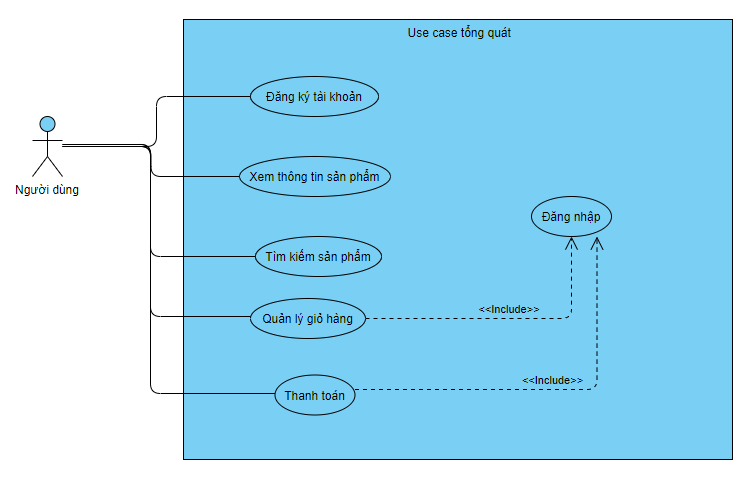 Use case tổng quát
Đăng ký tài khoản
Người dùng
Xem thông tin sản phẩm
Đăng nhập
Tìm kiếm sản phẩm
<<Include>>
Quản lý giỏ hàng
<<Include>>
Thanh toán